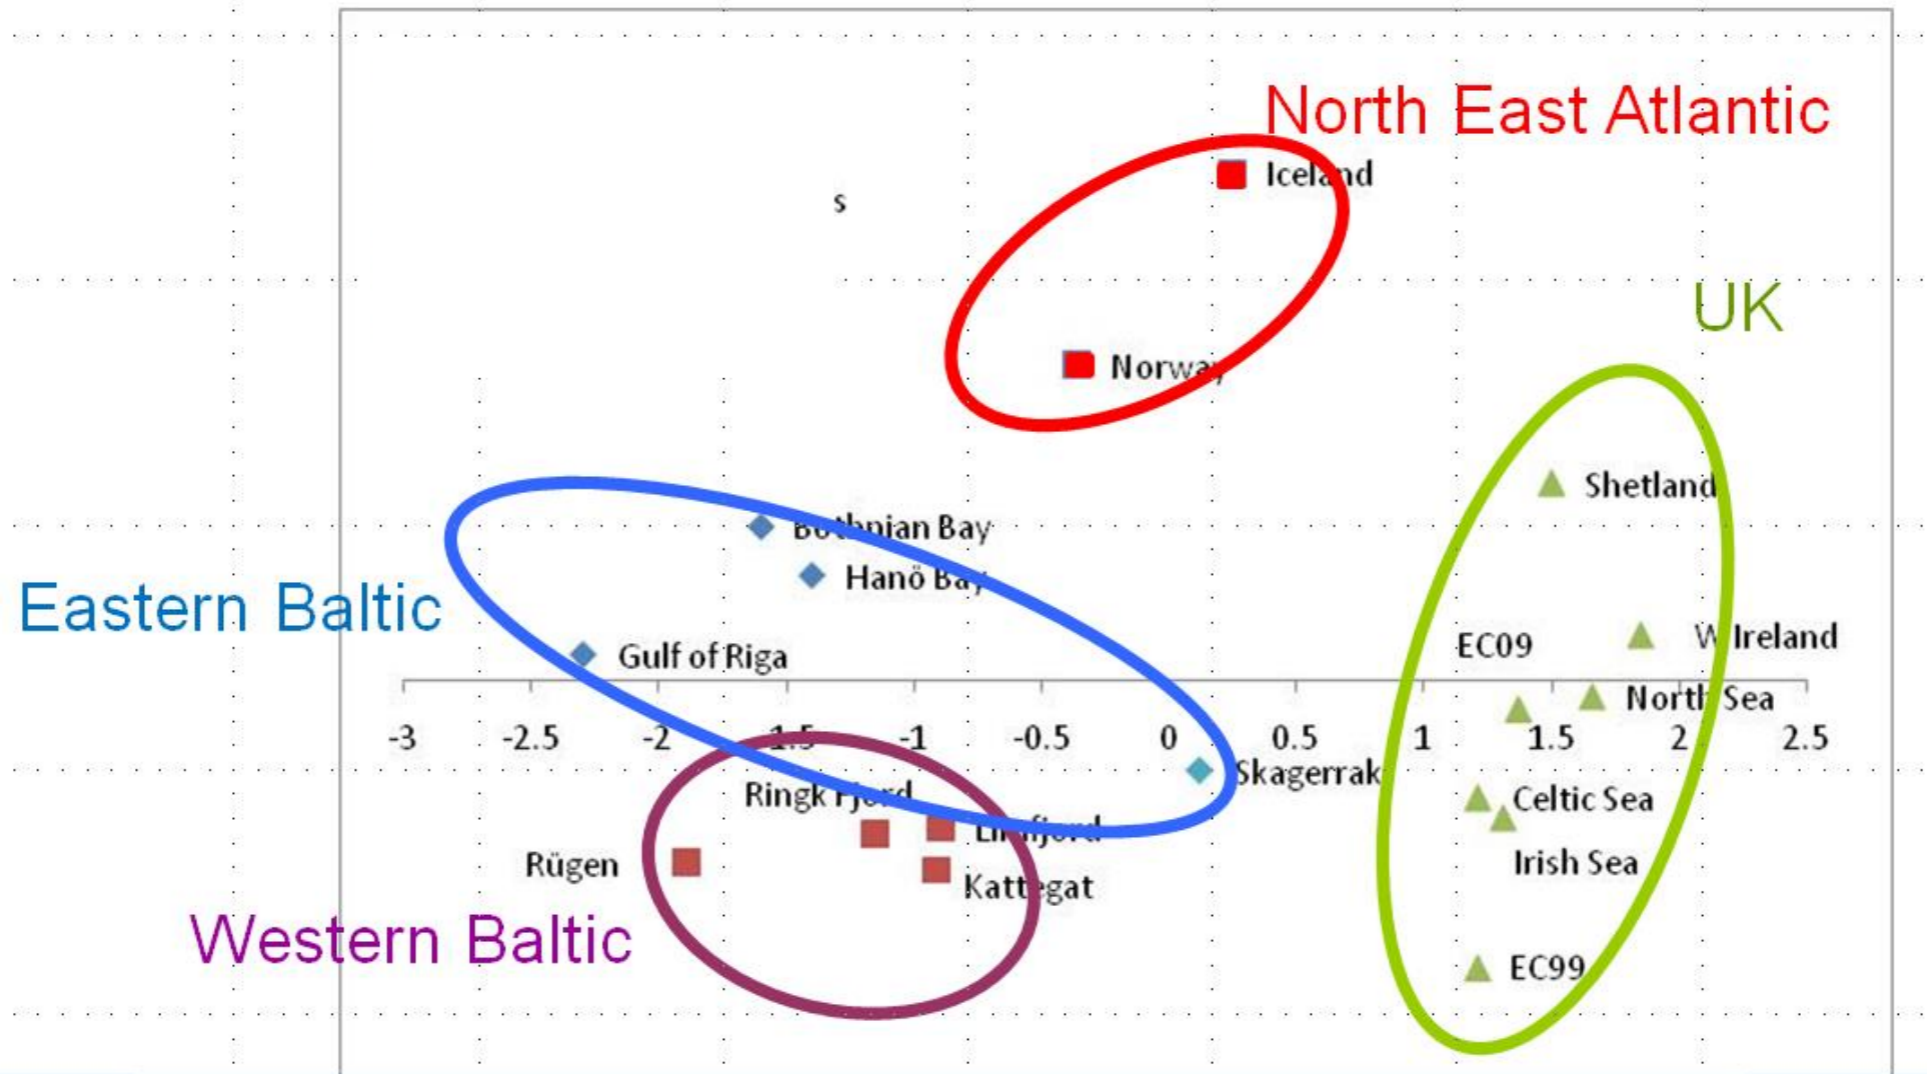 North East Atlantic
Iceland
s
UK
Norway
Shetland
Bothnian Bay
Hanö Bay
Eastern Baltic
EC09
W Ireland
Gulf of Riga
North Sea
-3 -2.5 -2 -1.5 -1 -0.5 0 0.5 1 1.5 2 2.5
Skagerrak
Ringk Fjord
Celtic Sea
Limfjord
Rügen
Irish Sea
Kattegat
Western Baltic
EC99